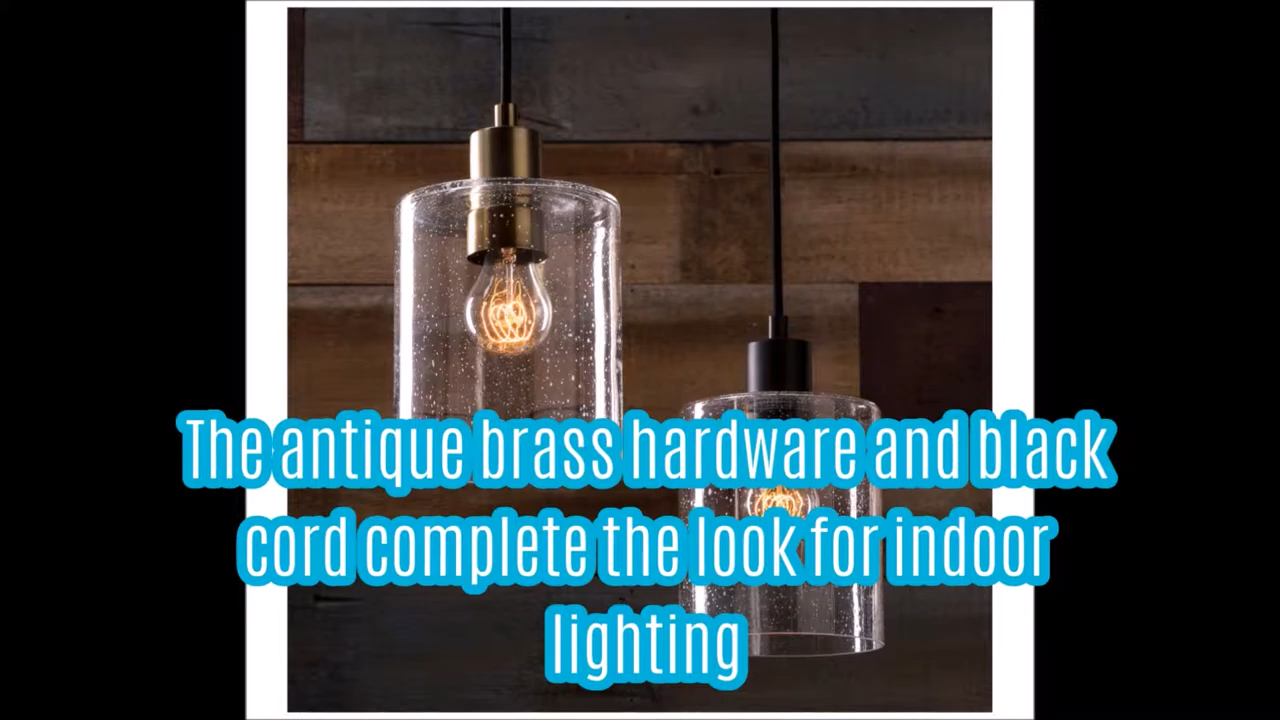 The antique brass hardware and black
cord complete the look for indoor
lighting